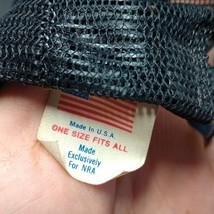 Made In U.S.A.
ONE SIZE FITS ALL
Made
Exclusively
For NRA